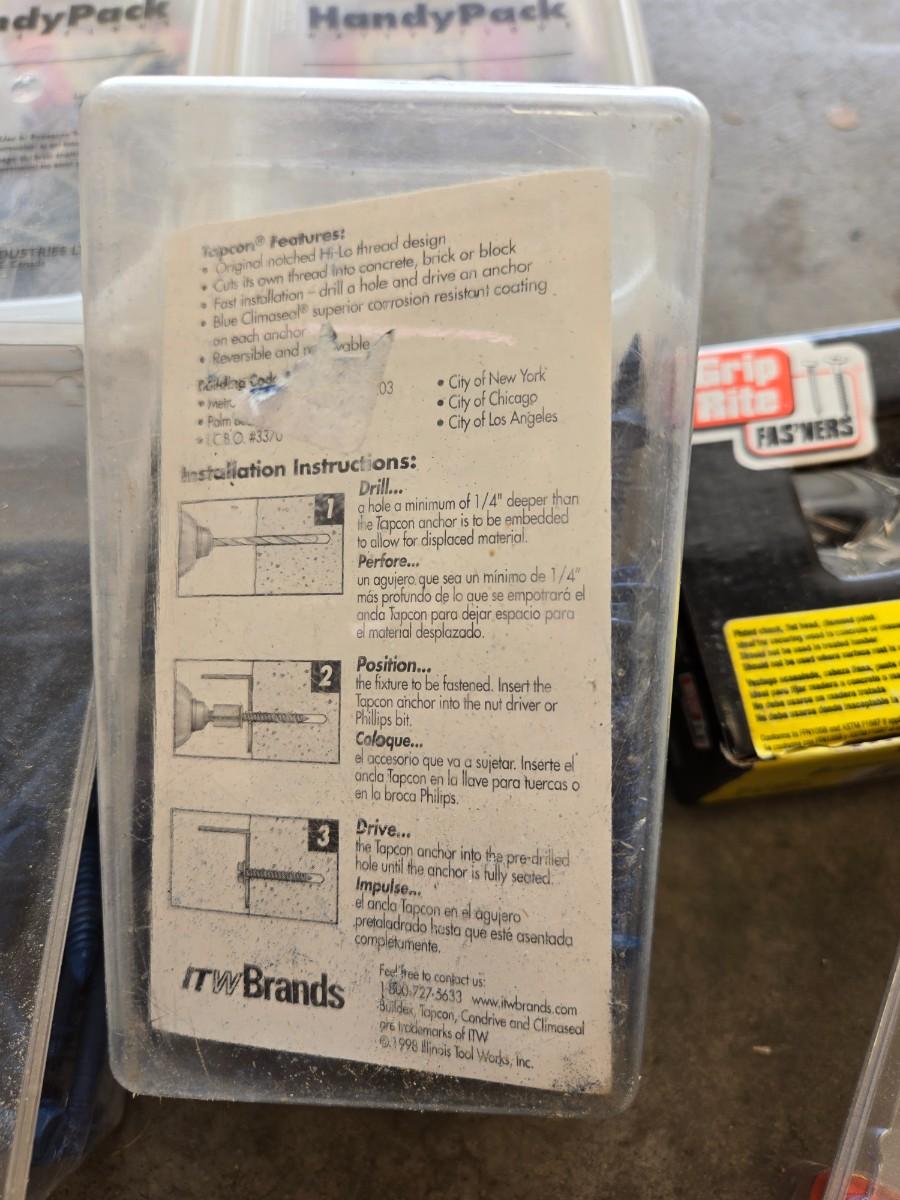 HandyPack
HandyPack
Tapcon® Features:
• Original notched Hi-Lo thread design
• Cuts its own thread into concrete, brick or block
• Fast installation – drill a hole and drive an anchor
• Blue Climaseal® superior corrosion resistant coating
on each anchor
• Reversible and
Building Code
03
• Palm
• I.C.B.O. #3370
• City of New York
• City of Chicago
• City of Los Angeles
Installation Instructions:
1
Drill...
a hole a minimum of 1/4" deeper than
the Tapcon anchor is to be embedded
to allow for displaced material.
Perfore...
un agujero que sea un mínimo de 1/4"
más profundo de lo que se empotrará el
ancla Tapcon para dejar espacio para
el material desplazado.
2
Position...
the fixture to be fastened. Insert the
Tapcon anchor into the nut driver or
Phillips bit.
Coloque...
el accesorio que va a sujetar. Inserte el
ancla Tapcon en la llave para tuercas o
en la broca Philips.
3
Drive...
the Tapcon anchor into the pre-drilled
hole until the anchor is fully seated.
Impulse...
el ancla Tapcon en el agujero
pretaladrado hasta que esté asentada
completamente.
ITWBrands
Feel free to contact us:
1-800-727-5633 www.itwbrands.com
Buildex, Tapcon, Condrive and Climaseal
are trademarks of ITW
© 1998 Illinois Tool Works, Inc.
Grip
Rite
FAS'NERS